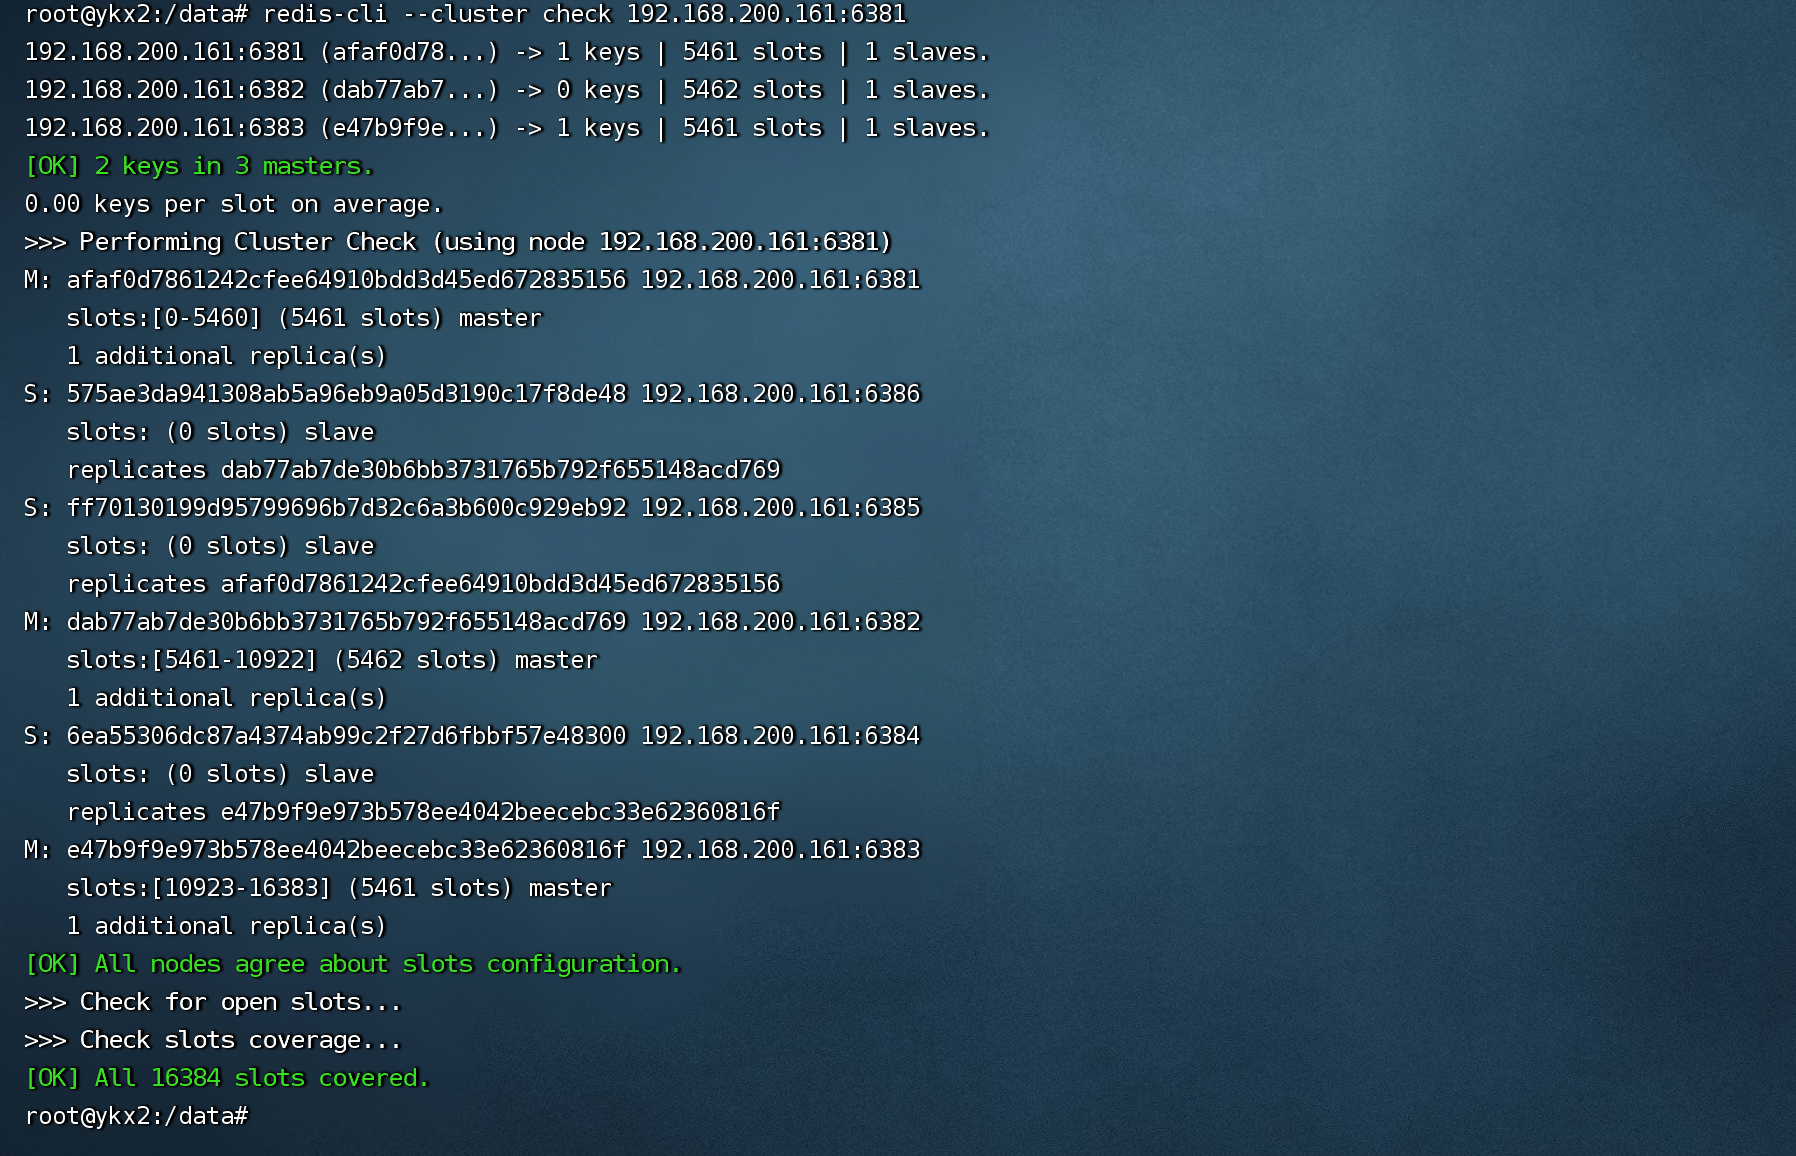 root@ykx2:/data# redis-cli --cluster check 192.168.200.161:6381
192.168.200.161:6381 (afaf0d78...) -> 1 keys | 5461 slots | 1 slaves.
192.168.200.161:6382 (dab77ab7...) -> 0 keys | 5462 slots | 1 slaves.
192.168.200.161:6383 (e47b9f9e...) -> 1 keys | 5461 slots | 1 slaves.
[OK] 2 keys in 3 masters.
0.00 keys per slot on average.
>>> Performing Cluster Check (using node 192.168.200.161:6381)
M: afaf0d7861242cfee64910bdd3d45ed672835156 192.168.200.161:6381
   slots:[0-5460] (5461 slots) master
   1 additional replica(s)
S: 575ae3da941308ab5a96eb9a05d3190c17f8de48 192.168.200.161:6386
   slots: (0 slots) slave
   replicates dab77ab7de30b6bb3731765b792f655148acd769
S: ff70130199d95799696b7d32c6a3b600c929eb92 192.168.200.161:6385
   slots: (0 slots) slave
   replicates afaf0d7861242cfee64910bdd3d45ed672835156
M: dab77ab7de30b6bb3731765b792f655148acd769 192.168.200.161:6382
   slots:[5461-10922] (5462 slots) master
   1 additional replica(s)
S: 6ea55306dc87a4374ab99c2f27d6fbbf57e48300 192.168.200.161:6384
   slots: (0 slots) slave
   replicates e47b9f9e973b578ee4042beecebc33e62360816f
M: e47b9f9e973b578ee4042beecebc33e62360816f 192.168.200.161:6383
   slots:[10923-16383] (5461 slots) master
   1 additional replica(s)
[OK] All nodes agree about slots configuration.
>>> Check for open slots...
>>> Check slots coverage...
[OK] All 16384 slots covered.
root@ykx2:/data#